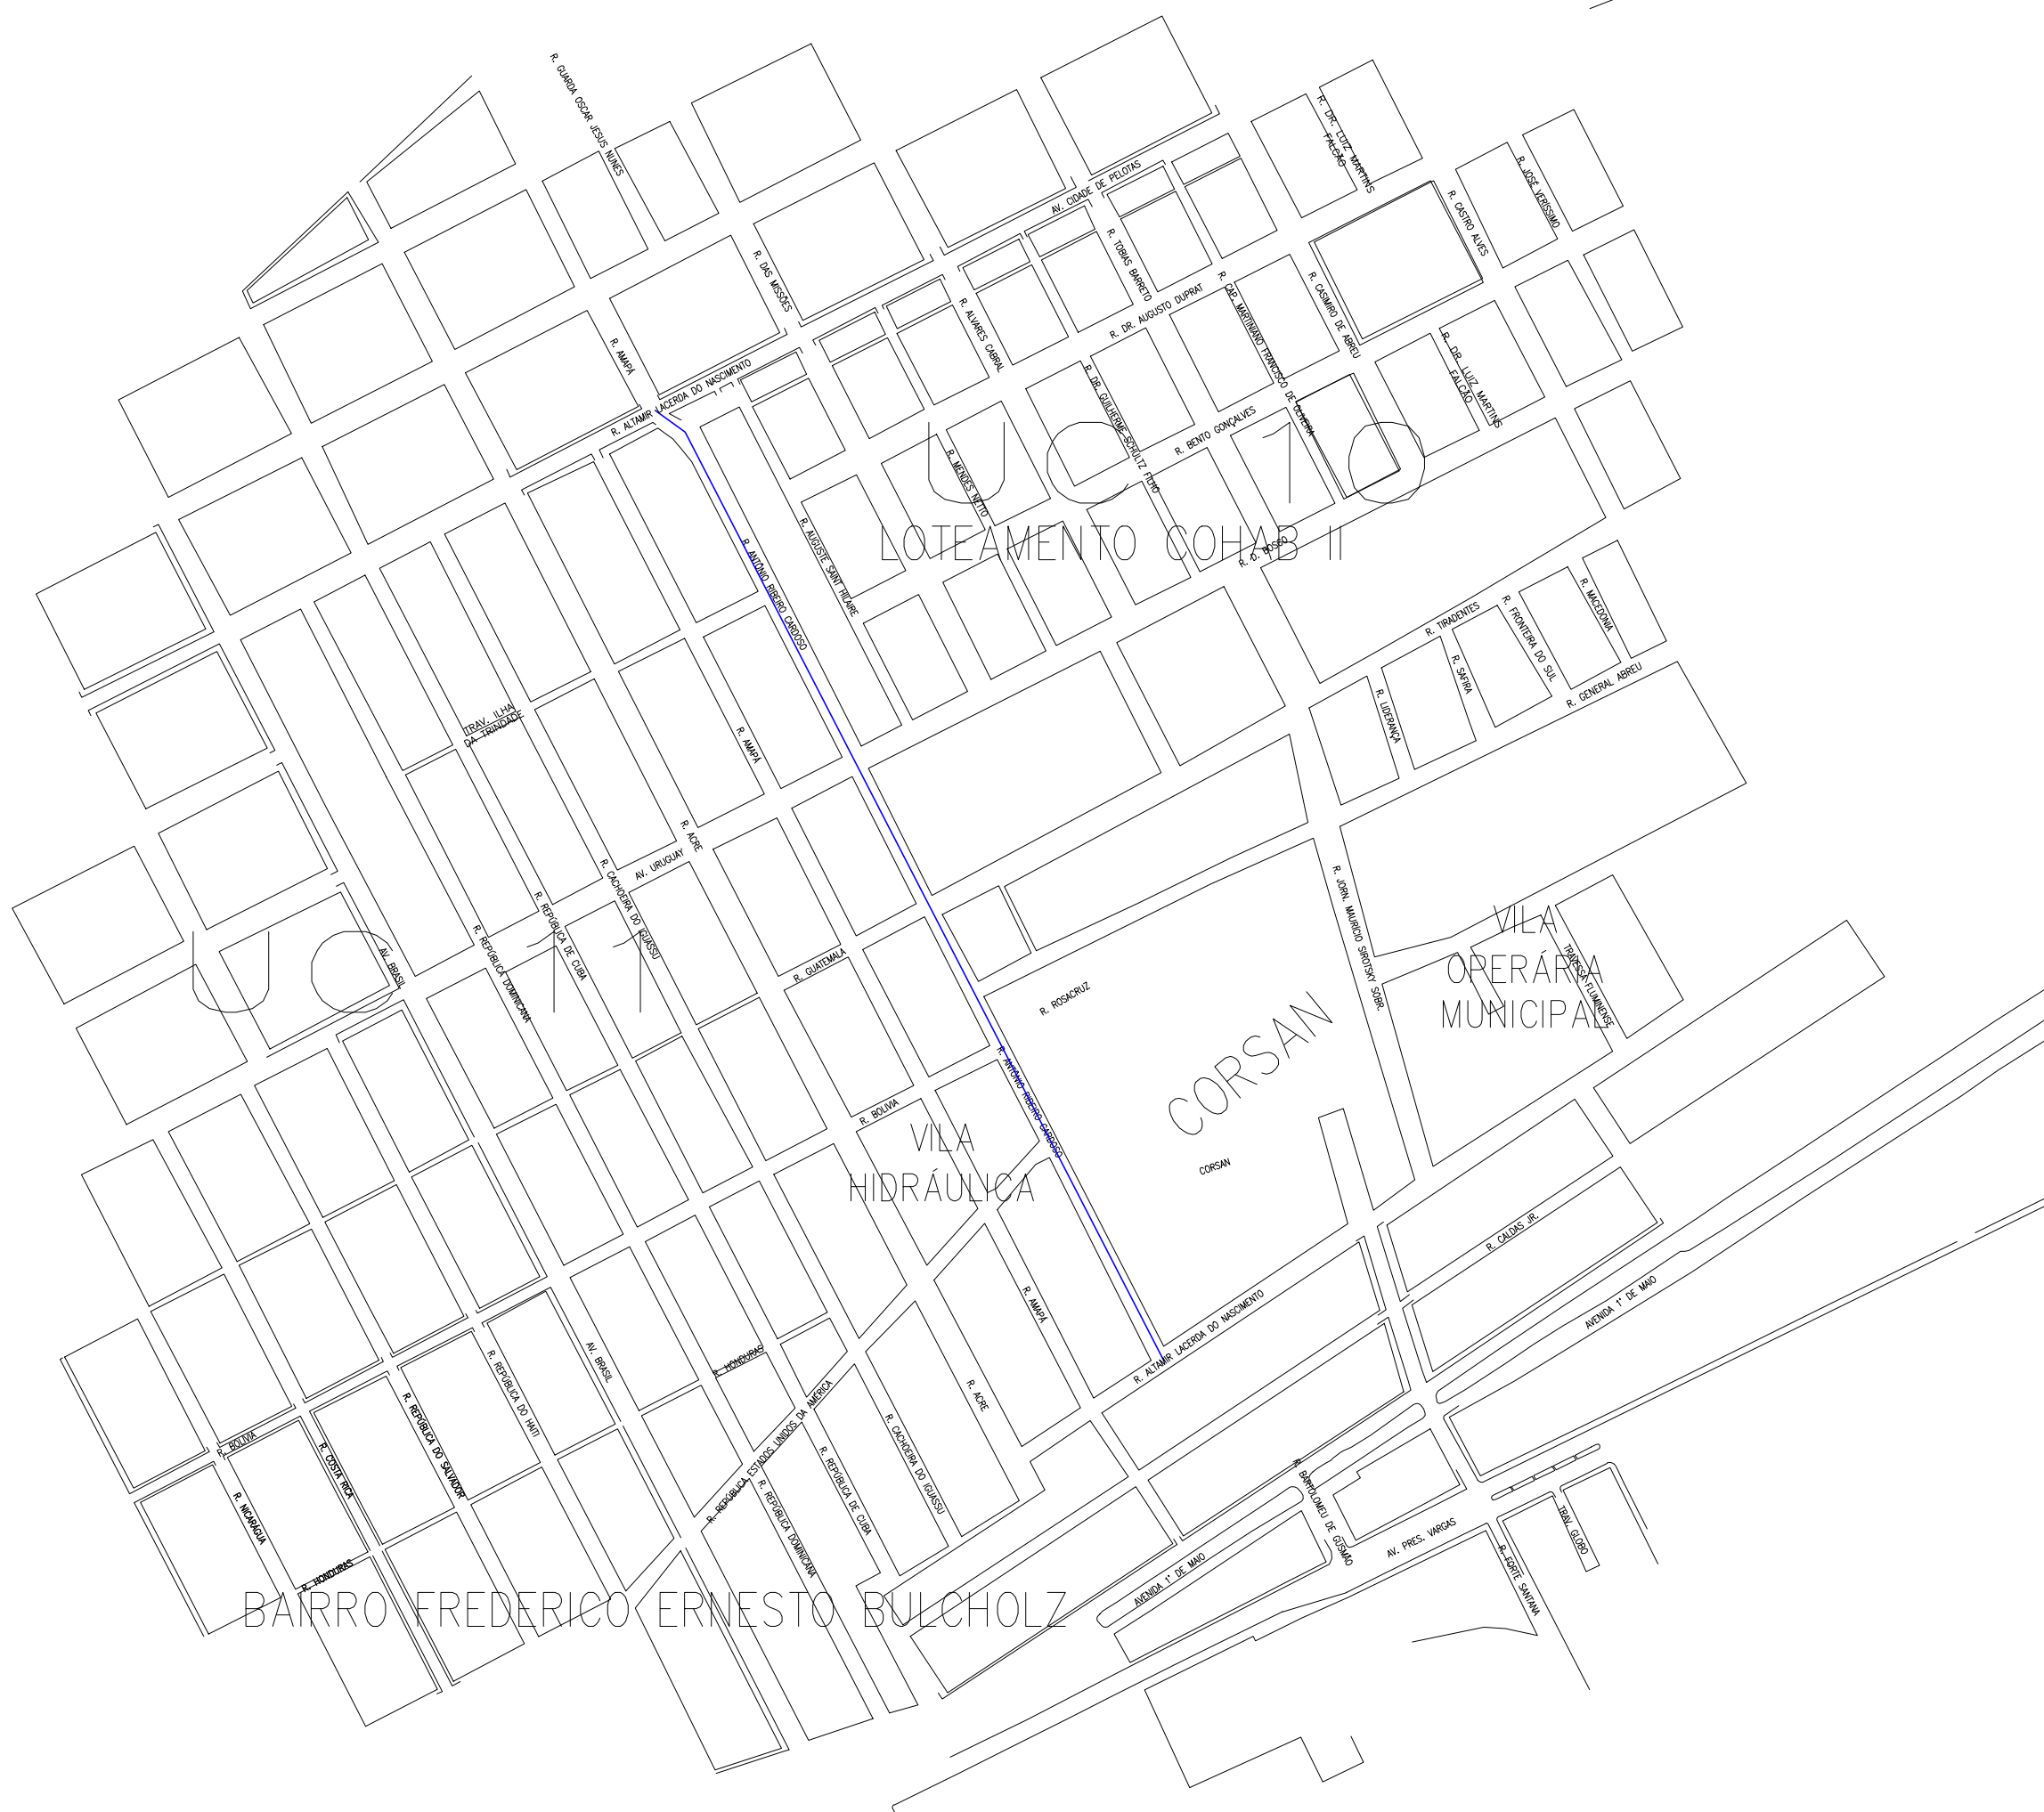 R. GUARDA OSCAR JESUS NUNES
R. DR. LUIZ MARTINS
FALCÃO
AV. CIDADE DE PELOTAS
R. JOSÉ VERÍSSIMO
R. CASTRO ALVES
R. DAS MISSÕES
R. TOBIAS BARRETO
R. CAP. MARTINIANO FRANCISCO DE OLIVEIRA
R. CASIMIRO DE ABREU
R. DR. AUGUSTO DUPRAT
R. ALVARES CABRAL
R. AMAPÁ
R. DR. LUIZ MARTINS
FALCÃO
R. ALTAMIR LACERDA DO NASCIMENTO
R. DR. GUILHERME SCHULTZ FILHO
R. BENTO GONÇALVES
UC 10
R. MENDES NETTO
LOTEAMENTO COHAB II
R. D. BOSCO
R. AUGUSTE SAINT HILAIRE
R. ANTÔNIO RIBEIRO CARDOSO
R. MACEDONIA
R. TIRADENTES
R. FRONTEIRA DO SUL
R. SAFIRA
R. GENERAL ABREU
R. LIDERANÇA
TRAV. ILHA
DA TRINDADE
R. AMAPÁ
R. ACRE
AV. URUGUAY
R. CACHOEIRA DO IGUASSU
R. REPÚBLICA DE CUBA
R. REPÚBLICA DOMINICANA
R. JORN. MAURÍCIO SIROTSKY SOBR.
VILA
OPERÁRIA
MUNICIPAL
TRAVESSA FLUMINENSE
UC 11
AV. BRASIL
R. GUATEMALA
R. ROSACRUZ
CORSAN
R. ANTÔNIO RIBEIRO CARDOSO
R. BOLIVIA
VILA
HIDRÁULICA
CORSAN
R. CALDAS JR.
AVENIDA 1° DE MAIO
R. AMAPÁ
R. ALTAMIR LACERDA DO NASCIMENTO
AV. BRASIL
R. REPÚBLICA DO HAITI
R. HONDURAS
R. REPÚBLICA ESTADOS UNIDOS DA AMÉRICA
R. ACRE
R. REPÚBLICA DO SALVADOR
R. CACHOEIRA DO IGUASSU
R. BOLIVIA
R. COSTA RICA
R. REPÚBLICA DE CUBA
R. REPÚBLICA DOMINICANA
R. NICARÁGUA
R. BARTOLOMEU DE GUSMÃO
TRAV. GLOBO
AV. PRES. VARGAS
R. FORTE SANTANA
AVENIDA 1° DE MAIO
R. HONDURAS
BAIRRO FREDERICO ERNESTO BULCHOLZ